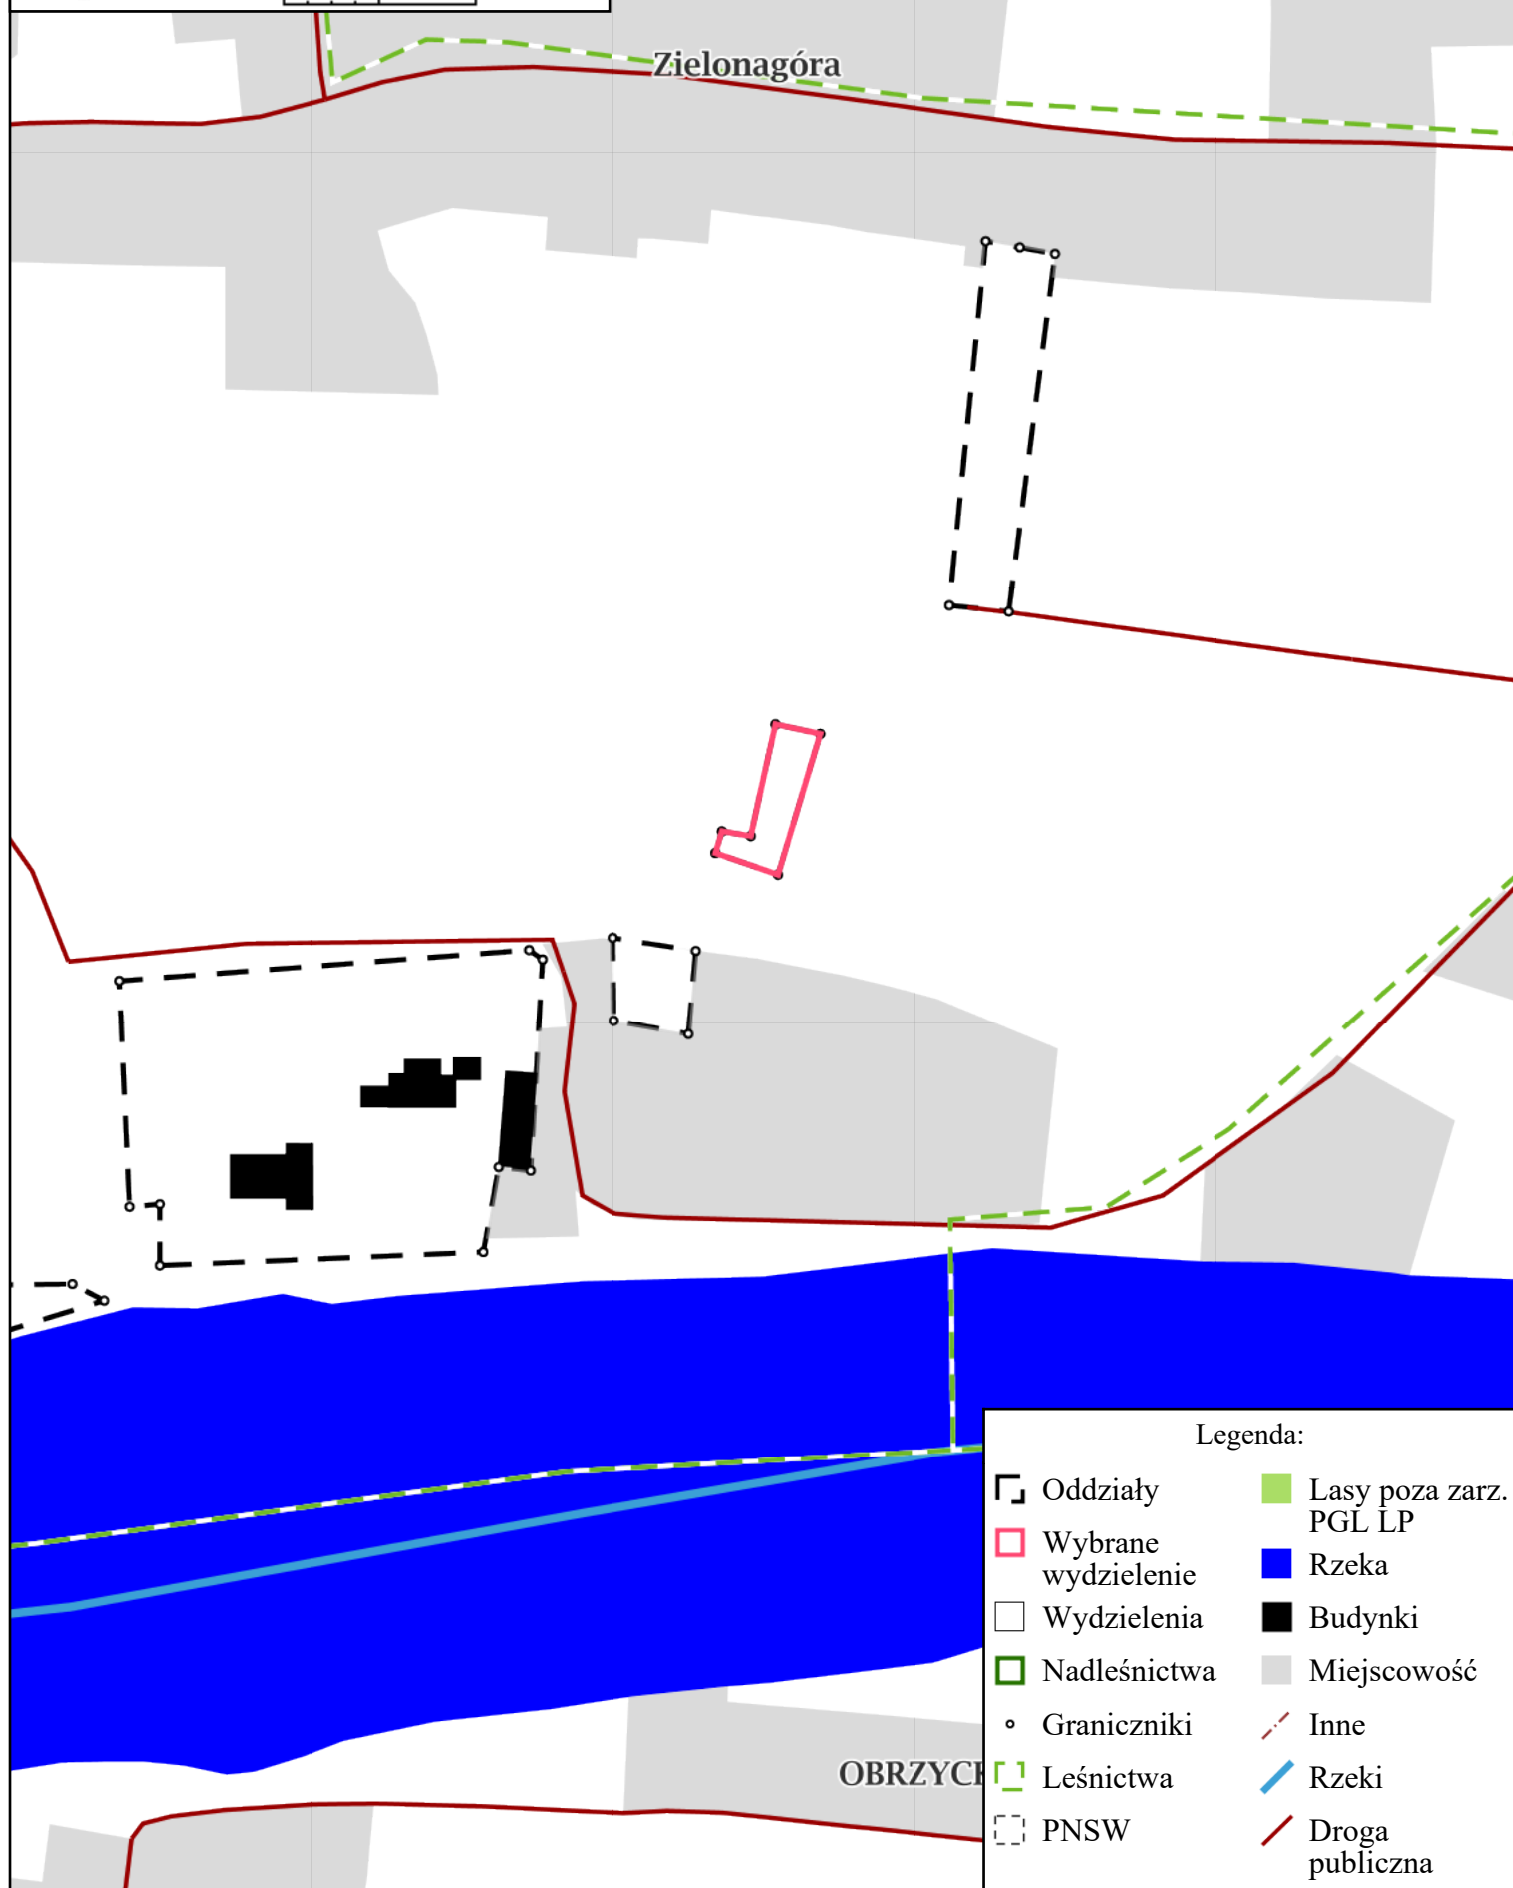 Zielonagóra
Legenda:
Oddziały
Wybrane
wydzielenie
Wydzielenia
Nadleśnictwa
Graniczniki
Leśnictwa
PNSW
Lasy poza zarz.
PGL LP
Rzeka
Budynki
Miejscowość
Inne
Rzeki
Droga
publiczna